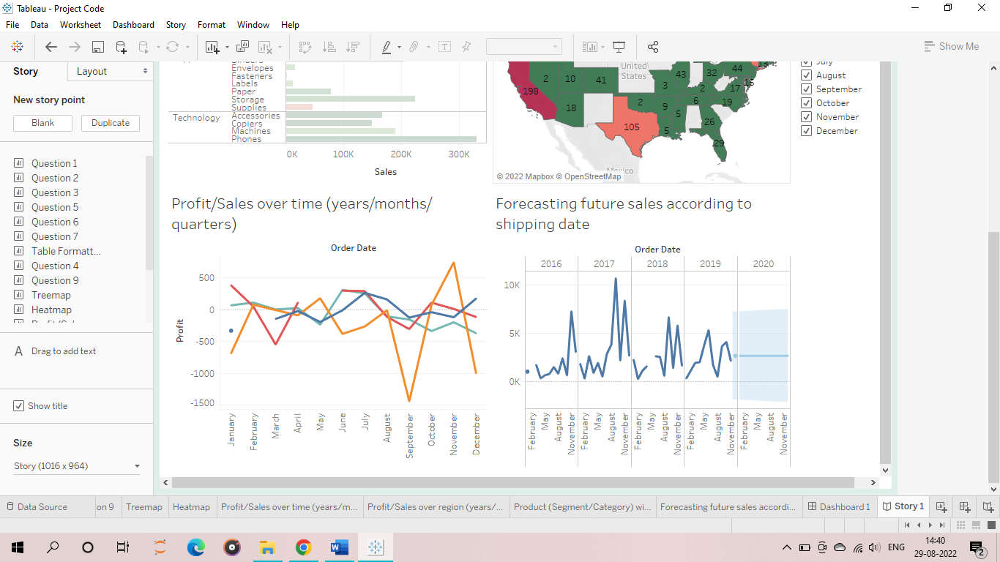 Tableau - Project Code
File Data Worksheet Dashboard Story Format Window Help
Show Me
Story Layout
New story point
Blank Duplicate
Question 1
Question 2
Question 3
Question 5
Question 6
Question 7
Table Formatt...
Question 4
Question 9
Treemap
Heatmap
Drag to add text
Show title
Size
Story (1016 x 964)
Envelopes
Fasteners
Labels
Paper
Storage
Supplies
Technology Accessories
Copiers
Machines
Phones
0K 100K 200K 300K
Sales
United
States
2 10 41 43 32 44 13
198 3 2 17 15
18 2 9 6 19
105 5 5 26
29
Mexico
© 2022 Mapbox © OpenStreetMap
July
August
September
October
November
December
Profit/Sales over time (years/months/
quarters)
Order Date
Profit
500
0
-500
-1000
-1500
January February March April May June July August September October November December
Forecasting future sales according to
shipping date
Order Date
2016 2017 2018 2019 2020
10K
5K
0K
February May August November February May August November February May August November February May August November February May August November
Data Source on 9 Treemap Heatmap Profit/Sales over time (years/m... Profit/Sales over region (years/... Product (Segment/Category) wi... Forecasting future sales accordi... Dashboard 1 Story 1
ENG
14:40
29-08-2022
2